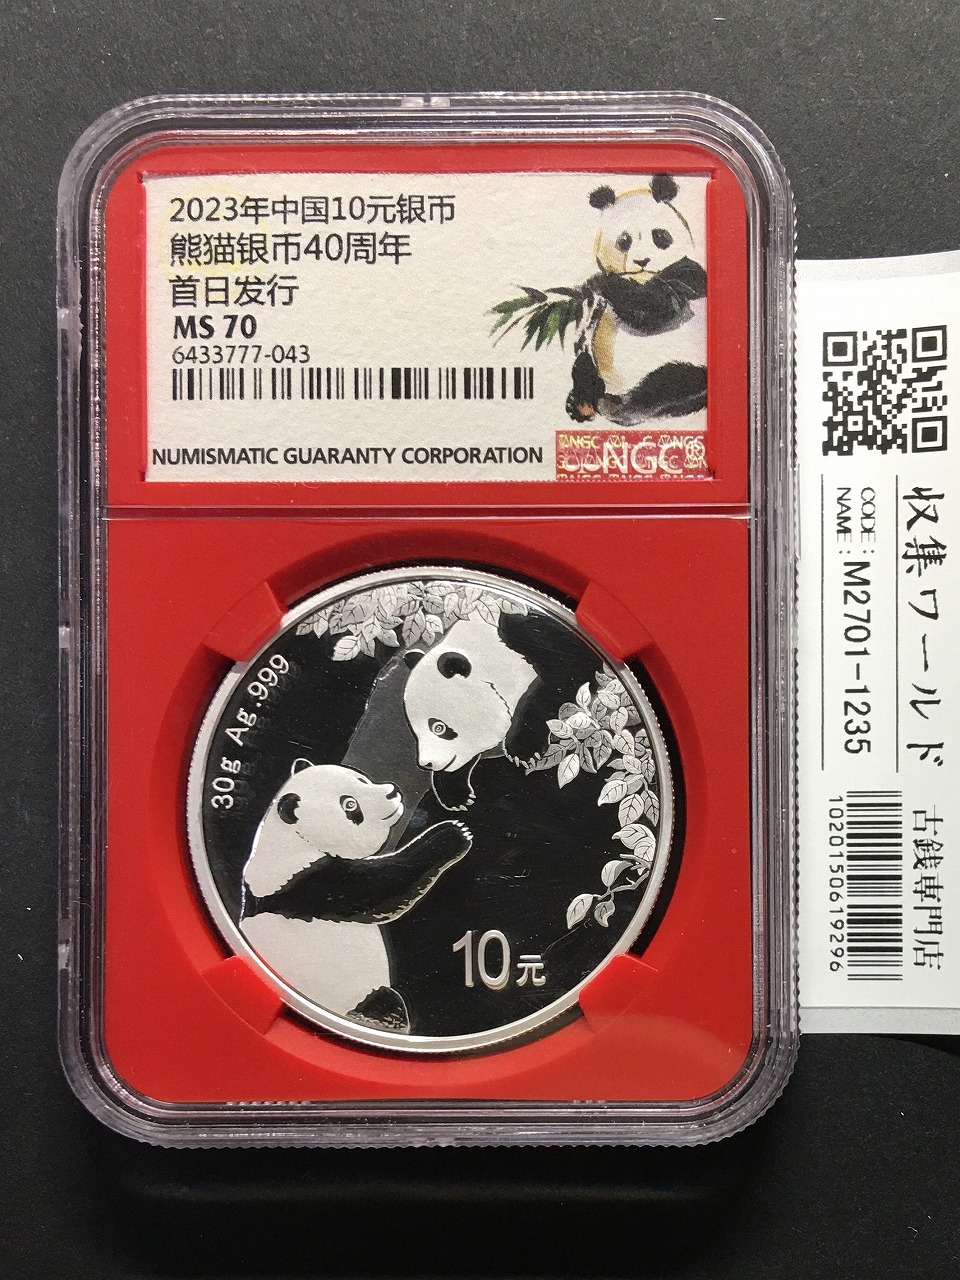 2023年中国10元银币
熊猫银币40周年
首日发行
MS 70
6433777-043
NUMISMATIC GUARANTY CORPORATION
NGC
30g Ag.999
10元
収集ワールド
古銭専門店
CODE:
NAME: M2701-1235
1020150619296